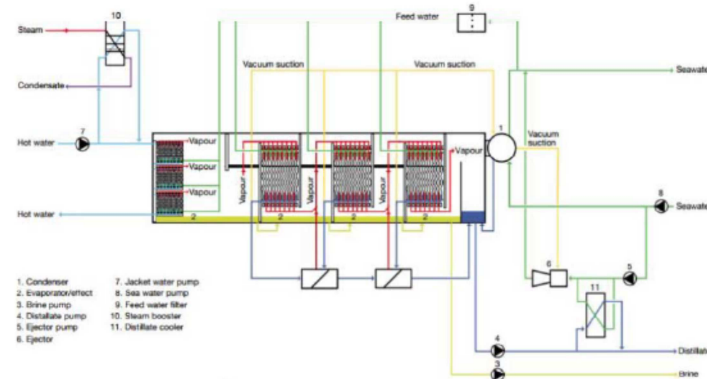 10
Steam
Condensate
7
Hot water
Hot water
Feed water
9
Vacuum suction
Vacuum suction
1
Seawate
Vacuum
suction
Vapour
Vapour
Vapour
Vapour
Vapour
Vapour
Vapour
2
2
2
2
8
Seawate
6
5
11
4
Distillate
3
Brine
1. Condenser
2. Evaporator/effect
3. Brine pump
4. Distallate pump
5. Ejector pump
6. Ejector
7. Jacket water pump
8. Sea water pump
9. Feed water filter
10. Steam booster
11. Distillate cooler